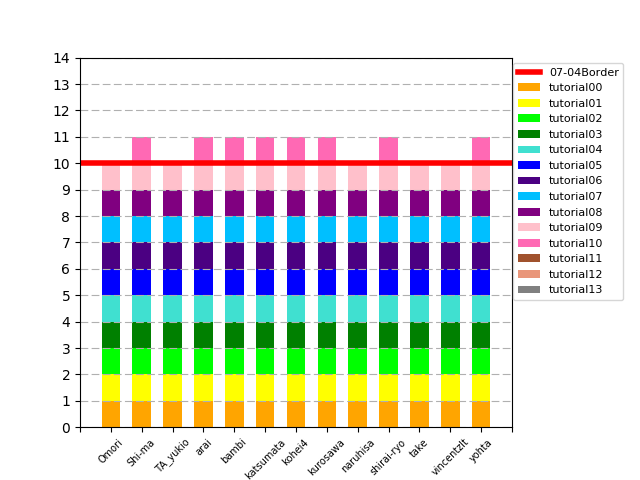 14
13
12
11
10
9
8
7
6
5
4
3
2
1
0
07-04Border
tutorial00
tutorial01
tutorial02
tutorial03
tutorial04
tutorial05
tutorial06
tutorial07
tutorial08
tutorial09
tutorial10
tutorial11
tutorial12
tutorial13
Omori
Shi-ma
TA_yukio
arai
bambi
katsumata
kohei4
kurosawa
naruhisa
shirai-ryo
take
vincentzlt
yohta